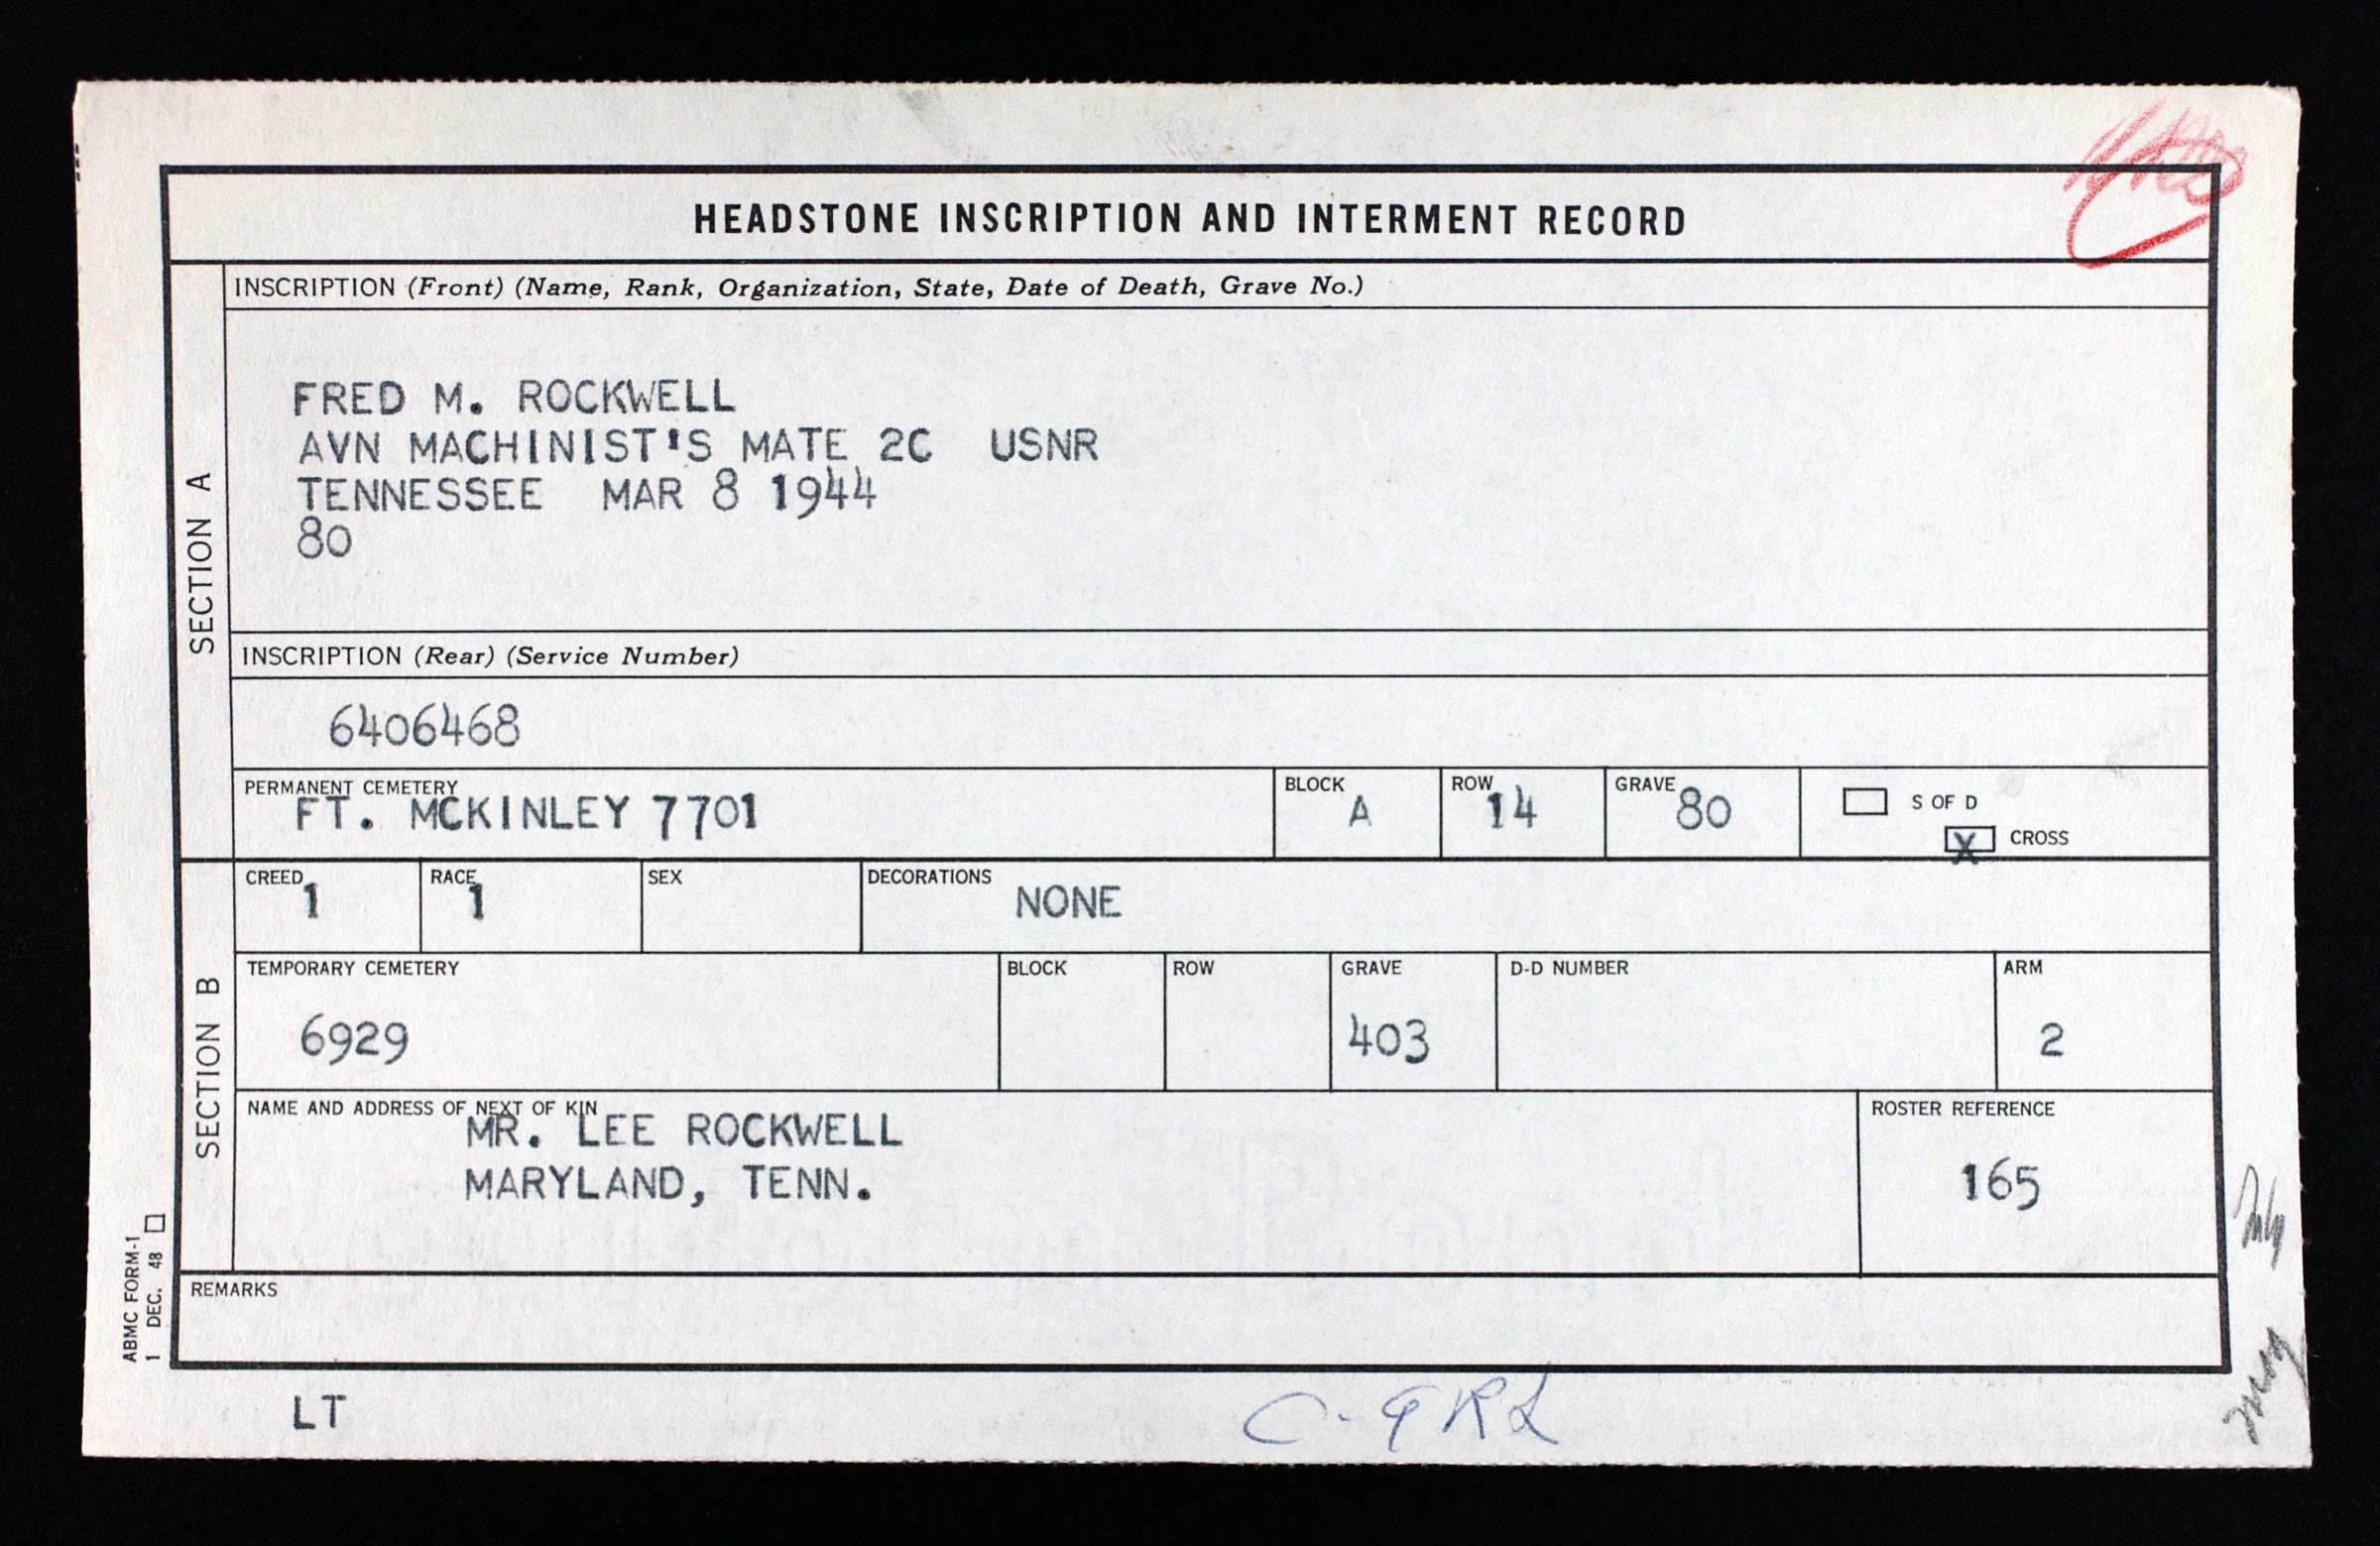 HEADSTONE INSCRIPTION AND INTERMENT RECORD
SECTION A
INSCRIPTION (Front) (Name, Rank, Organization, State, Date of Death, Grave No.)
FRED M. ROCKWELL
AVN MACHINIST'S MATE 2C USNR
TENNESSEE MAR 8 1944
80
INSCRIPTION (Rear) (Service Number)
6406468
PERMANENT CEMETERY BLOCK ROW GRAVE
FT. MCKINLEY 7701 A 14 80
S OF D
X CROSS
SECTION B
CREED RACE SEX DECORATIONS
1 1 NONE
TEMPORARY CEMETERY BLOCK ROW GRAVE D-D NUMBER ARM
6929 403 2
NAME AND ADDRESS OF NEXT OF KIN ROSTER REFERENCE
MR. LEE ROCKWELL
MARYLAND, TENN. 165
REMARKS
ABMC FORM-1
1 DEC. 48
LT